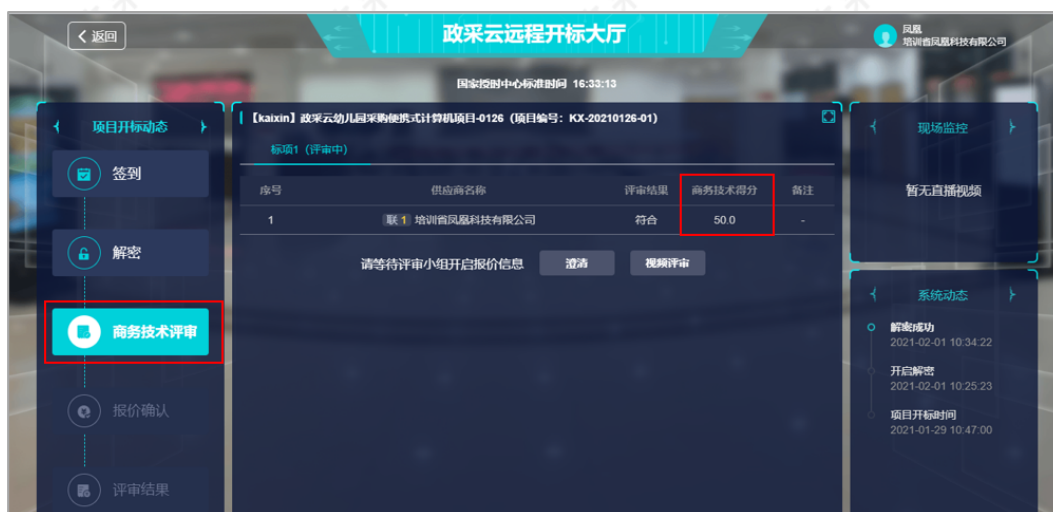 返回
政采云远程开标大厅
凤凰
培训省凤凰科技有限公司
国家授时中心标准时间 16:33:13
项目开标动态
签到
解密
商务技术评审
报价确认
评审结果
【kaixin】政采云幼儿园采购便携式计算机项目-0126（项目编号：KX-20210126-01）
标项1（评审中）
序号 供应商名称 评审结果 商务技术得分 备注
1 联 1 培训省凤凰科技有限公司 符合 50.0 -
请等待评审小组开启报价信息 澄清 视频评审
现场监控
暂无直播视频
系统动态
解密成功
2021-02-01 10:34:22
开启解密
2021-02-01 10:25:23
项目开标时间
2021-01-29 10:47:00